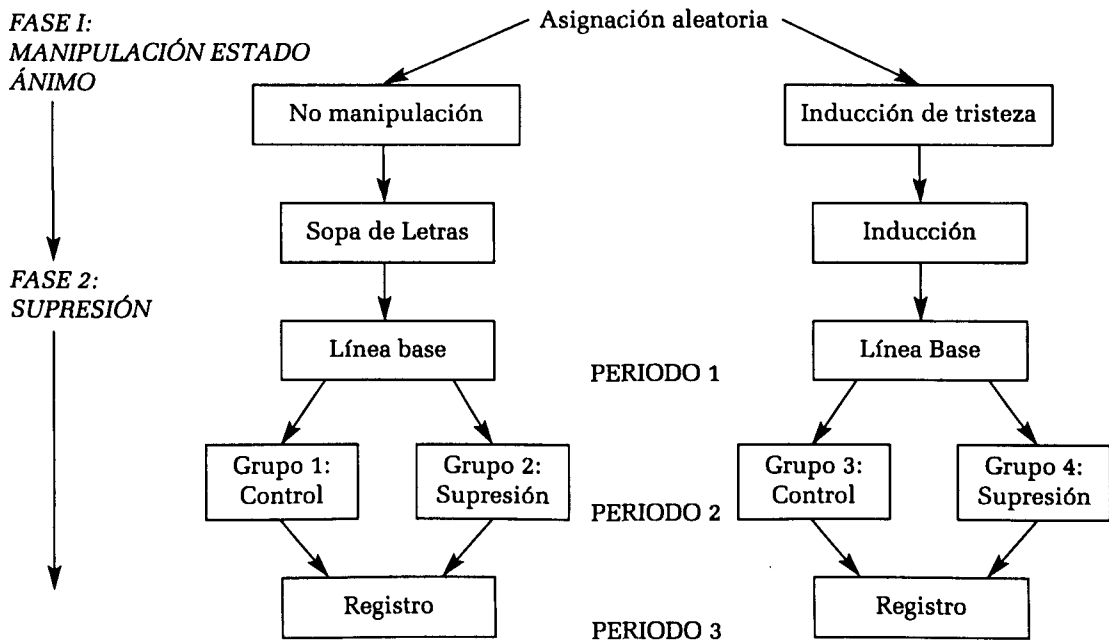 FASE I:
MANIPULACIÓN ESTADO
ÁNIMO
Asignación aleatoria
No manipulación
Inducción de tristeza
Sopa de Letras
Inducción
FASE 2:
SUPRESIÓN
Línea base
Línea Base
PERIODO 1
Grupo 1:
Control
Grupo 2:
Supresión
Grupo 3:
Control
Grupo 4:
Supresión
PERIODO 2
Registro
Registro
PERIODO 3